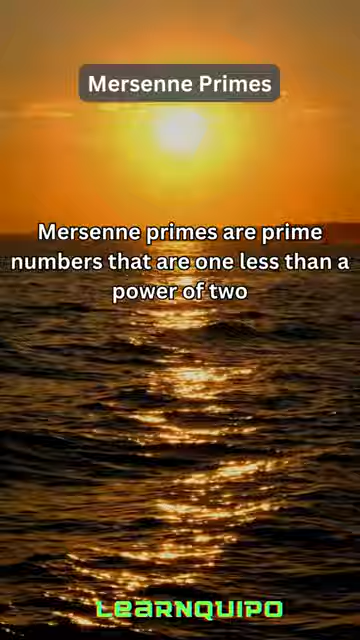 Mersenne Primes
Mersenne primes are prime
numbers that are one less than a
power of two
LEARNQUIPO